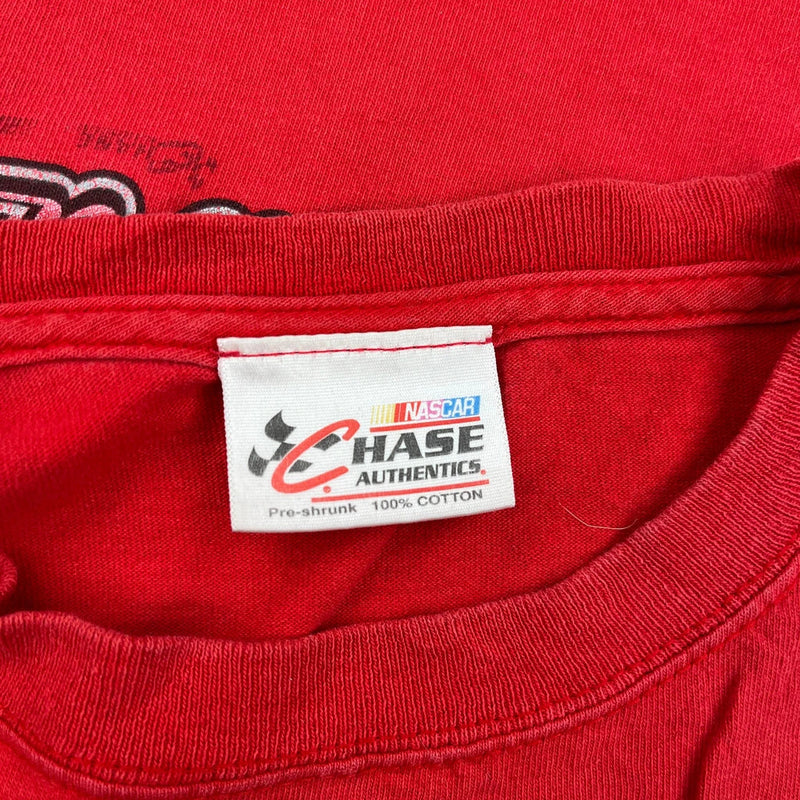 NASCAR
CHASE
AUTHENTICS®
Pre-shrunk 100% COTTON